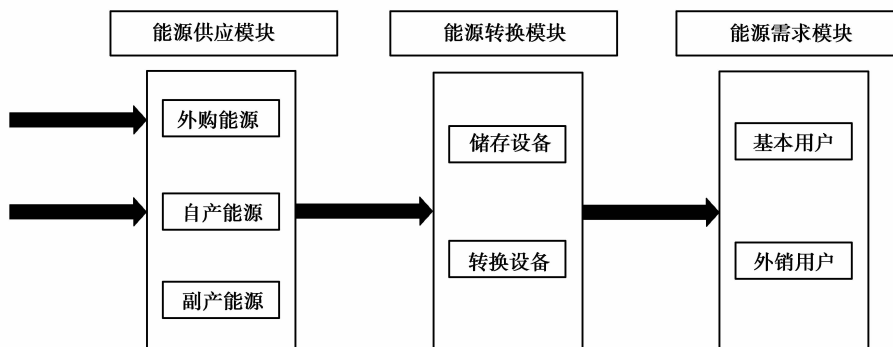 能源供应模块
能源转换模块
能源需求模块
外购能源
自产能源
副产能源
储存设备
转换设备
基本用户
外销用户